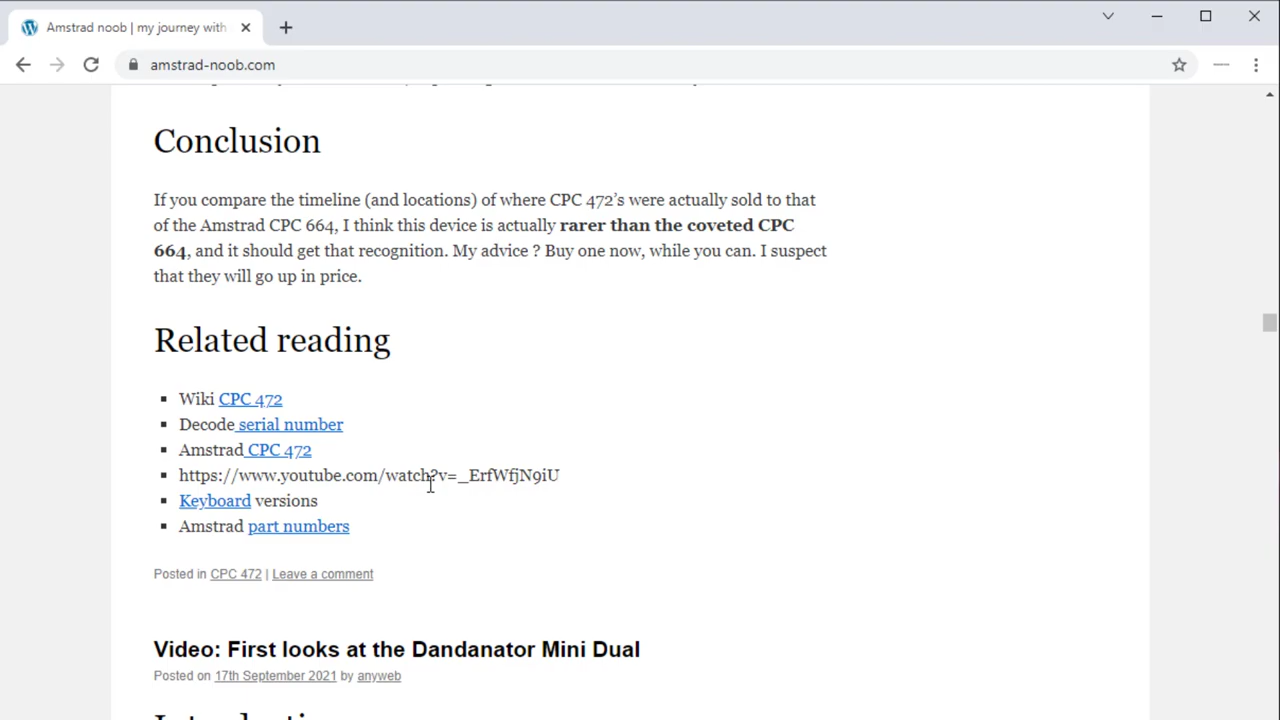 Amstrad noob | my journey with
amstrad-noob.com
Conclusion
If you compare the timeline (and locations) of where CPC 472's were actually sold to that
of the Amstrad CPC 664, I think this device is actually rarer than the coveted CPC
664, and it should get that recognition. My advice ? Buy one now, while you can. I suspect
that they will go up in price.
Related reading
Wiki CPC 472
Decode serial number
Amstrad CPC 472
https://www.youtube.com/watch?v=_ErfWfjN9iU
Keyboard versions
Amstrad part numbers
Posted in CPC 472 | Leave a comment
Video: First looks at the Dandanator Mini Dual
Posted on 17th September 2021 by anyweb